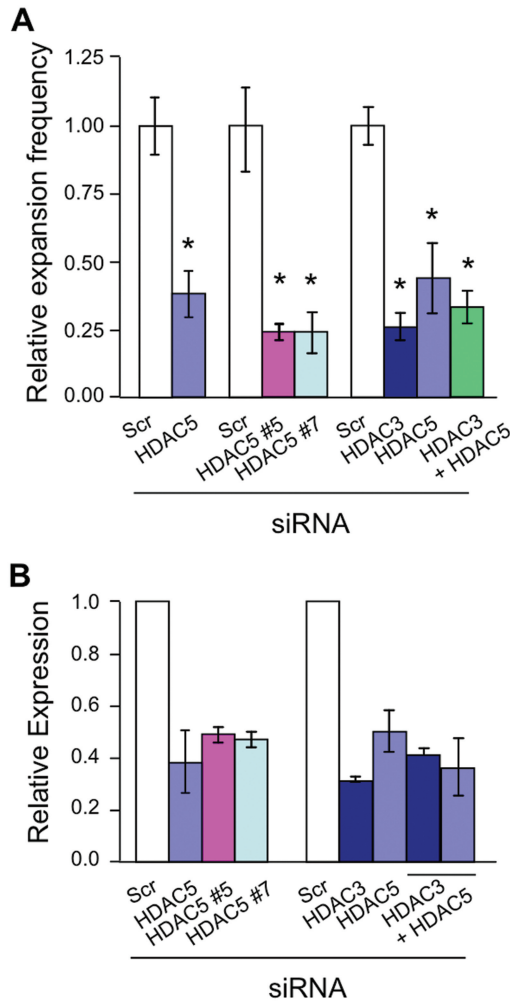 A
Relative expansion frequency
1.25
1.00
0.75
0.50
0.25
0.00
* * * * * *
Scr
HDAC5
Scr
HDAC5 #5
HDAC5 #7
Scr
HDAC3
HDAC5
HDAC3
+ HDAC5
siRNA
B
Relative Expression
1.0
0.8
0.6
0.4
0.2
0.0
Scr
HDAC5
HDAC5 #5
HDAC5 #7
Scr
HDAC3
HDAC5
HDAC3
+ HDAC5
siRNA